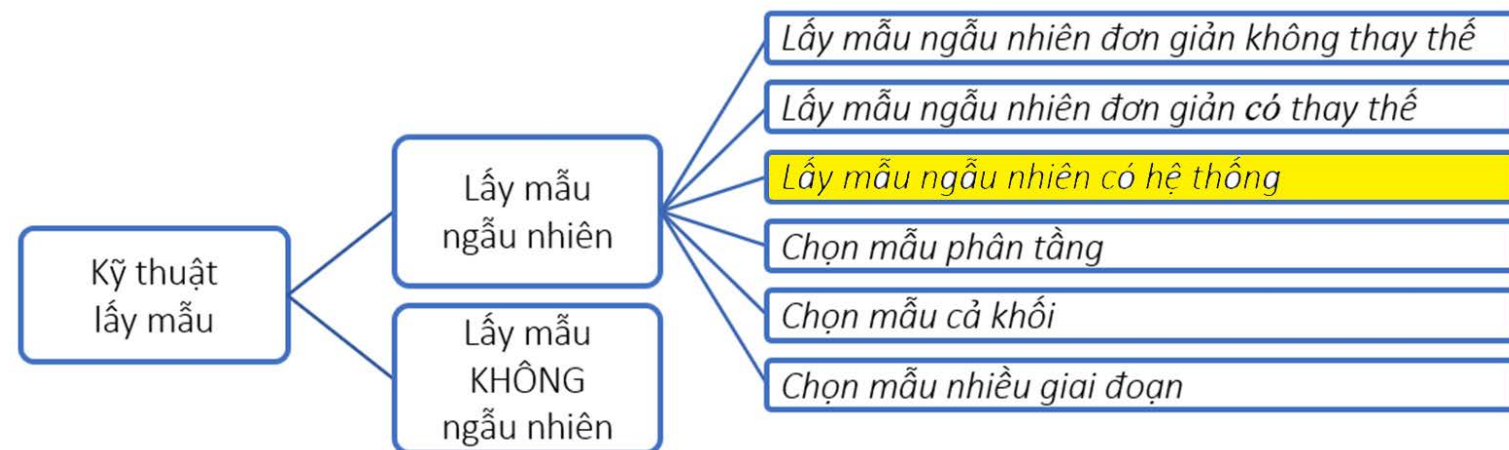 Kỹ thuật
lấy mẫu
Lấy mẫu
ngẫu nhiên
Lấy mẫu
KHÔNG
ngẫu nhiên
Lấy mẫu ngẫu nhiên đơn giản không thay thế
Lấy mẫu ngẫu nhiên đơn giản có thay thế
Lấy mẫu ngẫu nhiên có hệ thống
Chọn mẫu phân tầng
Chọn mẫu cả khối
Chọn mẫu nhiều giai đoạn